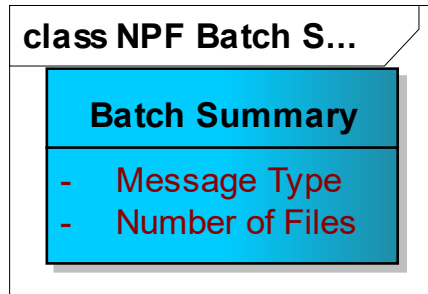 class NPF Batch S...
Batch Summary
- Message Type
- Number of Files